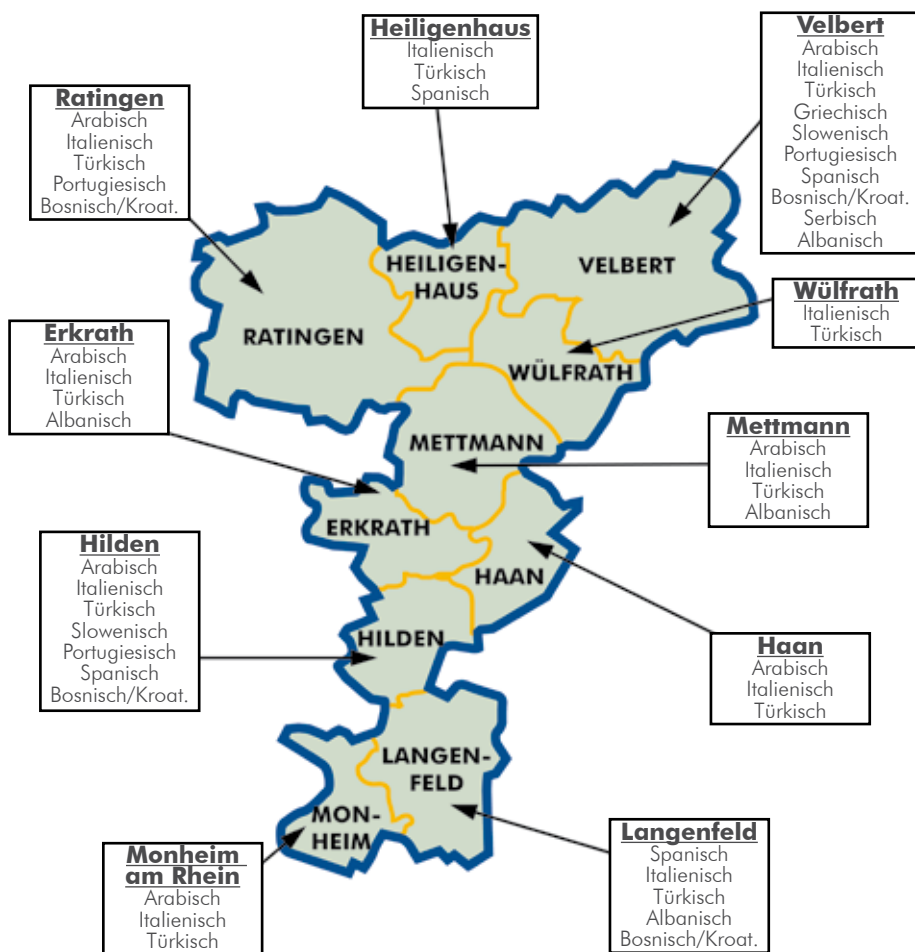 Heiligenhaus
Italienisch
Türkisch
Spanisch
Velbert
Arabisch
Italienisch
Türkisch
Griechisch
Slowenisch
Portugiesisch
Spanisch
Bosnisch/Kroat.
Serbisch
Albanisch
Ratingen
Arabisch
Italienisch
Türkisch
Portugiesisch
Bosnisch/Kroat.
HEILIGEN-
HAUS
VELBERT
RATINGEN
Wülfrath
Italienisch
Türkisch
Erkrath
Arabisch
Italienisch
Türkisch
Albanisch
WÜLFRATH
METTMANN
Mettmann
Arabisch
Italienisch
Türkisch
Albanisch
ERKRATH
HAAN
Hilden
Arabisch
Italienisch
Türkisch
Slowenisch
Portugiesisch
Spanisch
Bosnisch/Kroat.
HILDEN
Haan
Arabisch
Italienisch
Türkisch
LANGEN-
FELD
MON-
HEIM
Monheim
am Rhein
Arabisch
Italienisch
Türkisch
Langenfeld
Spanisch
Italienisch
Türkisch
Albanisch
Bosnisch/Kroat.